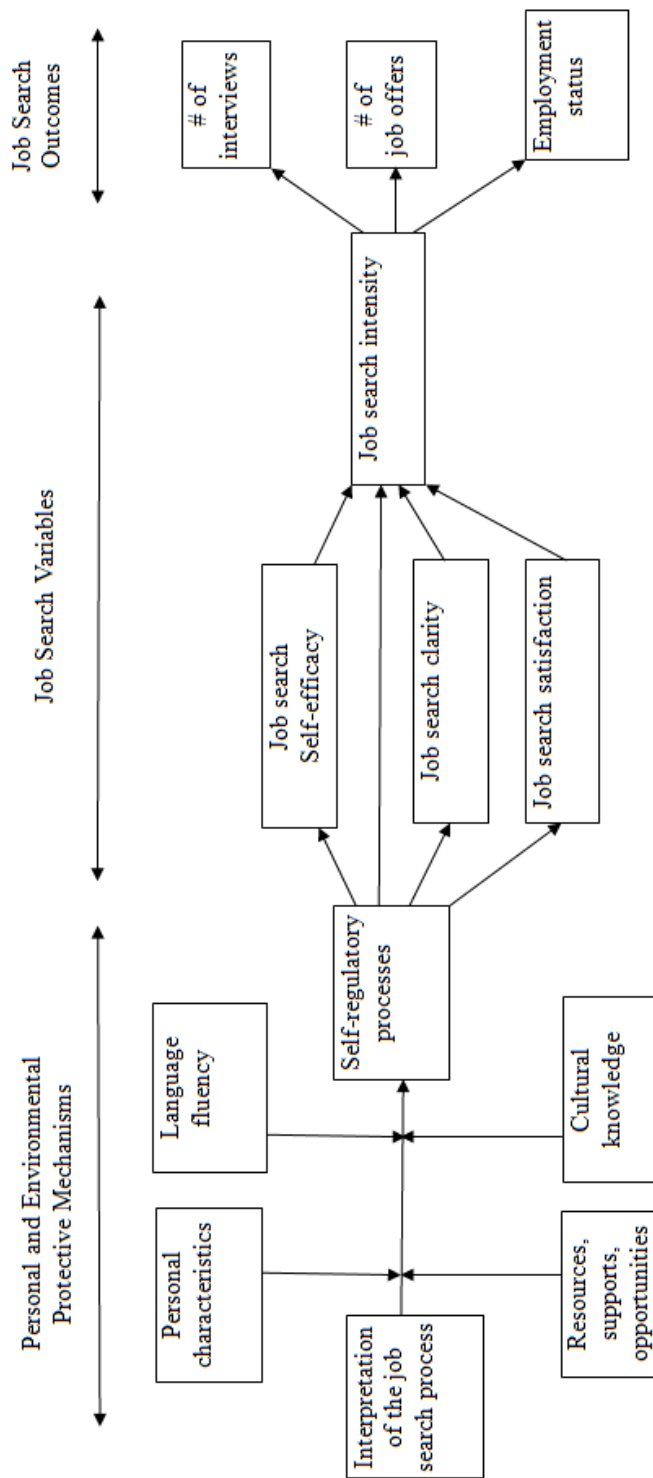 Personal and Environmental
Protective Mechanisms
Job Search Variables
Job Search
Outcomes
Personal
characteristics
Language
fluency
Interpretation
of the job
search process
Resources,
supports,
opportunities
Cultural
knowledge
Self-regulatory
processes
Job search
Self-efficacy
Job search clarity
Job search satisfaction
Job search intensity
# of
interviews
# of
job offers
Employment
status